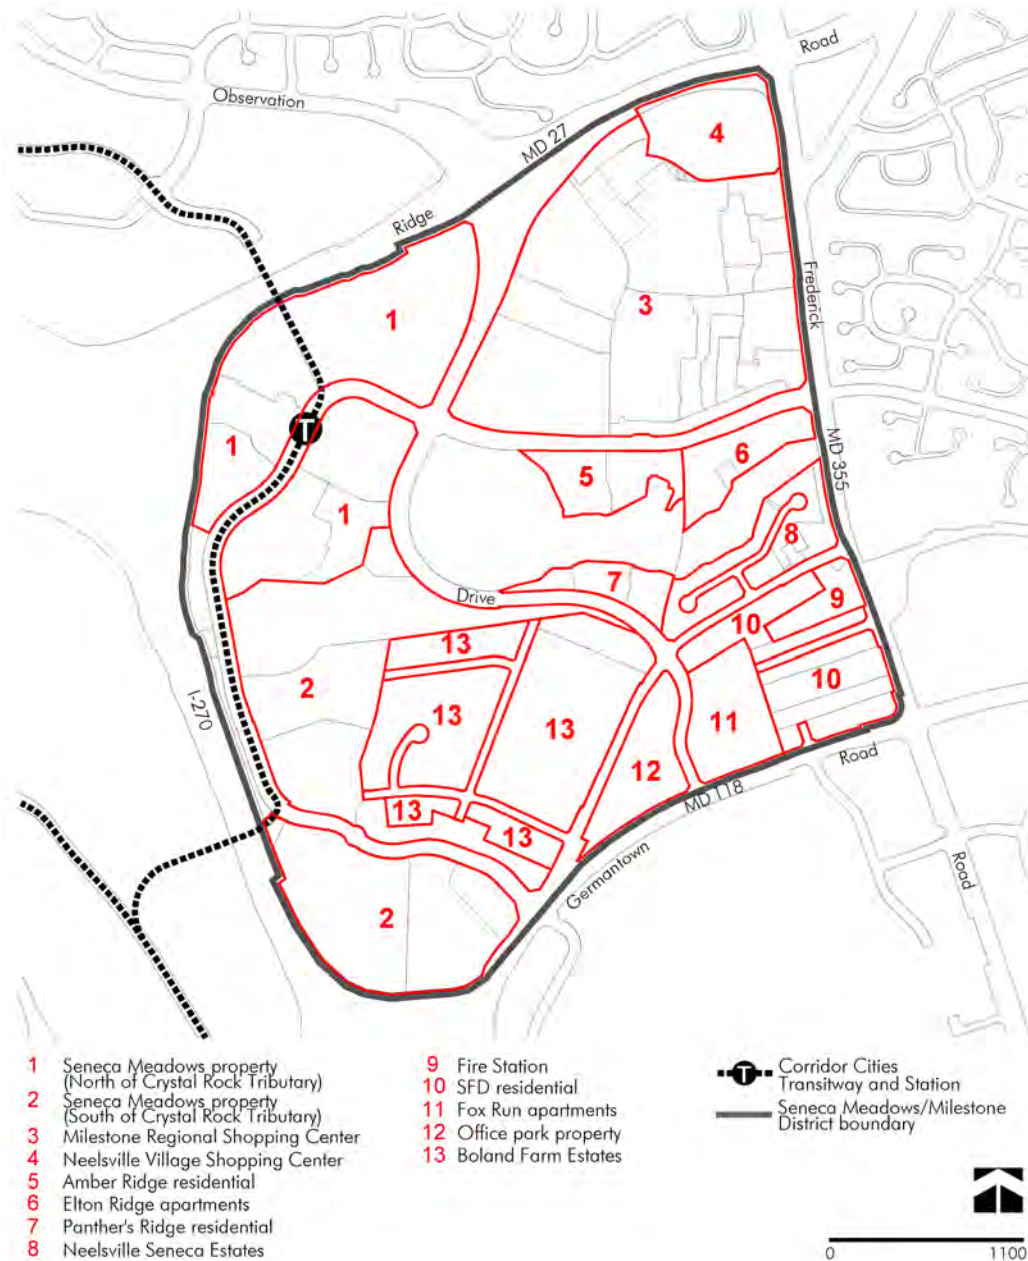 Road
Observation
MD 27
4
Ridge
Frederick
3
1
T
MD 355
1
6
5
1
8
7
Drive
9
10
13
2
10
I-270
13
11
13
12
Road
MD 118
13
13
Germantown
Road
2
1 Seneca Meadows property
(North of Crystal Rock Tributary)
2 Seneca Meadows property
(South of Crystal Rock Tributary)
3 Milestone Regional Shopping Center
4 Neelsville Village Shopping Center
5 Amber Ridge residential
6 Elton Ridge apartments
7 Panther's Ridge residential
8 Neelsville Seneca Estates
9 Fire Station
10 SFD residential
11 Fox Run apartments
12 Office park property
13 Boland Farm Estates
T Corridor Cities
Transitway and Station
Seneca Meadows/Milestone
District boundary
0 1100